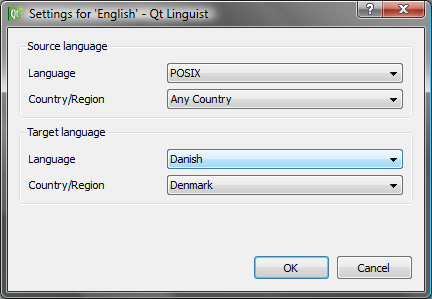 Qt Settings for 'English' - Qt Linguist ?
Source language
Language POSIX
Country/Region Any Country
Target language
Language Danish
Country/Region Denmark
OK Cancel